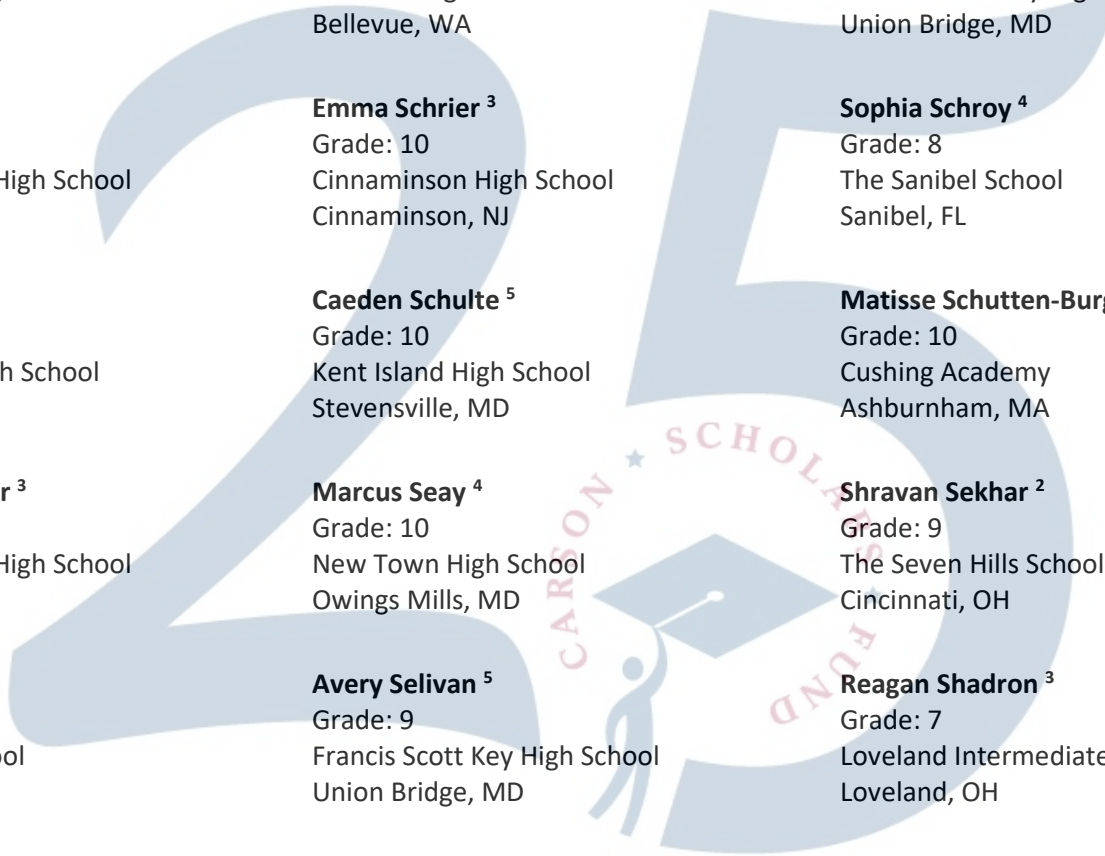 Bellevue, WA
Union Bridge, MD
High School
Emma Schrier ³
Grade: 10
Cinnaminson High School
Cinnaminson, NJ
Sophia Schroy ⁴
Grade: 8
The Sanibel School
Sanibel, FL
School
Caeden Schulte ⁵
Grade: 10
Kent Island High School
Stevensville, MD
Matisse
Grade: 10
Cushing Academy
Ashburnham, MA
r ³
High School
Marcus Seay ⁴
Grade: 10
New Town High School
Owings Mills, MD
Shravan Sekhar ²
Grade: 9
The Seven Hills School
Cincinnati, OH
Avery Selivan ⁵
Grade: 9
Francis Scott Key High School
Union Bridge, MD
Reagan Shadron ³
Grade: 7
Loveland Intermediate
Loveland, OH
25
CARSON ★ SCHOLARS ★ FUND